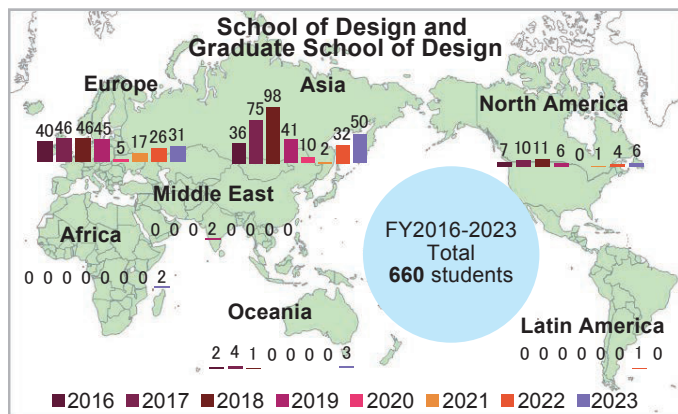 School of Design and
Graduate School of Design
Europe
40 46 46 45 5 17 26 31
Asia
36 75 98 41 10 2 32 50
North America
7 10 11 6 0 1 4 6
Middle East
0 0 0 2 0 0 0 0
Africa
0 0 0 0 0 0 0 2
FY2016-2023
Total
660 students
Oceania
2 4 1 0 0 0 0 3
Latin America
0 0 0 0 0 0 1 0
2016 2017 2018 2019 2020 2021 2022 2023